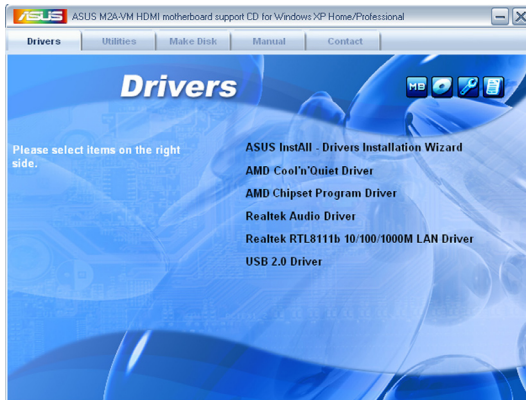 ASUS ASUS M2A-VM HDMI motherboard support CD for Windows XP Home/Professional
Drivers Utilities Make Disk Manual Contact
Drivers
MB
Please select items on the right
side.
ASUS InstAll - Drivers Installation Wizard
AMD Cool'n'Quiet Driver
AMD Chipset Program Driver
Realtek Audio Driver
Realtek RTL8111b 10/100/1000M LAN Driver
USB 2.0 Driver